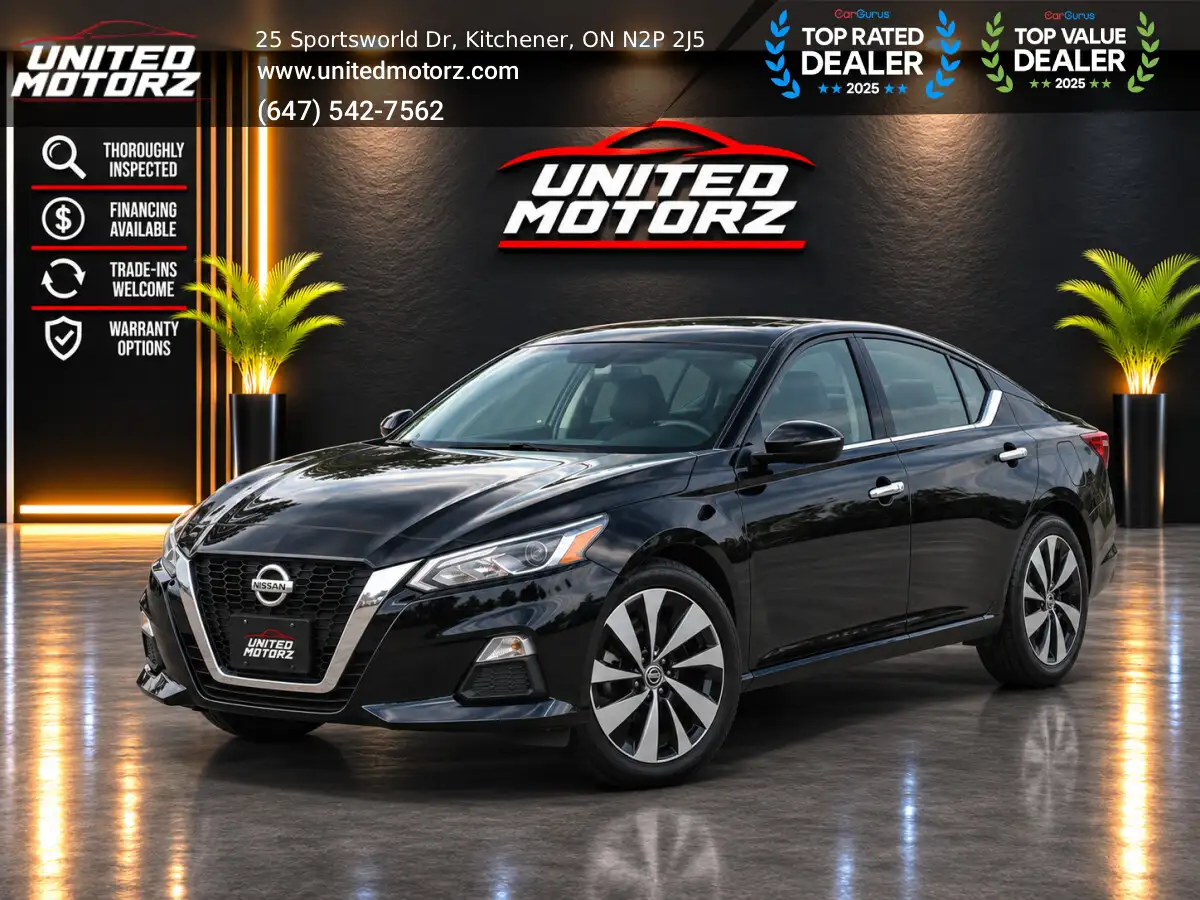 UNITED
MOTORZ
25 Sportsworld Dr, Kitchener, ON N2P 2J5
www.unitedmotorz.com
(647) 542-7562
CarGurus
TOP RATED
DEALER
2025
CarGurus
TOP VALUE
DEALER
2025
THOROUGHLY
INSPECTED
$
FINANCING
AVAILABLE
TRADE-INS
WELCOME
WARRANTY
OPTIONS
UNITED
MOTORZ
NISSAN
UNITED
MOTORZ